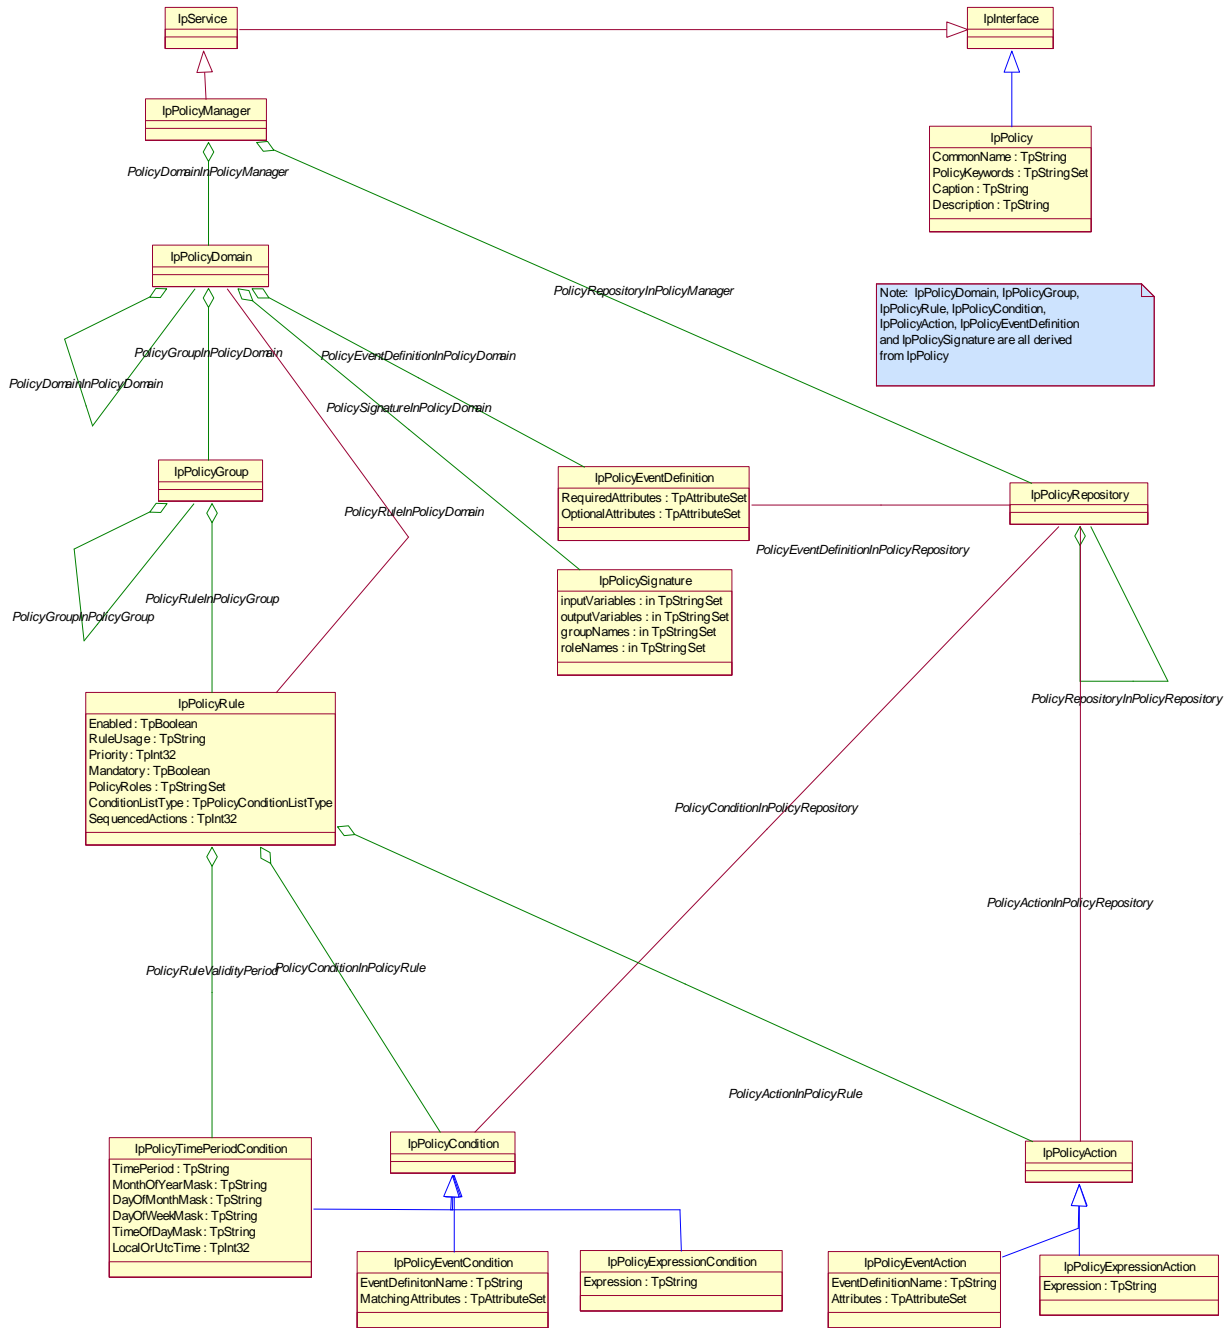 IpService
IpInterface
IpPolicyManager
IpPolicy
CommonName : TpString
PolicyKeywords : TpStringSet
Caption : TpString
Description : TpString
PolicyDomainInPolicyManager
IpPolicyDomain
PolicyRepositoryInPolicyManager
Note:  IpPolicyDomain, IpPolicyGroup,
IpPolicyRule, IpPolicyCondition,
IpPolicyAction, IpPolicyEventDefinition
and IpPolicySignature are all derived
from IpPolicy
PolicyGroupInPolicyDomain
PolicyEventDefinitionInPolicyDomain
PolicyDomainInPolicyDomain
PolicySignatureInPolicyDomain
IpPolicyGroup
IpPolicyEventDefinition
RequiredAttributes : TpAttributeSet
OptionalAttributes : TpAttributeSet
IpPolicyRepository
PolicyRuleInPolicyDomain
PolicyEventDefinitionInPolicyRepository
IpPolicySignature
inputVariables : in TpStringSet
outputVariables : in TpStringSet
groupNames : in TpStringSet
roleNames : in TpStringSet
PolicyRuleInPolicyGroup
PolicyGroupInPolicyGroup
PolicyRepositoryInPolicyRepository
IpPolicyRule
Enabled : TpBoolean
RuleUsage : TpString
Priority : TpInt32
Mandatory : TpBoolean
PolicyRoles : TpStringSet
ConditionListType : TpPolicyConditionListType
SequencedActions : TpInt32
PolicyConditionInPolicyRepository
PolicyActionInPolicyRepository
PolicyRuleValidityPeriod
PolicyConditionInPolicyRule
PolicyActionInPolicyRule
IpPolicyTimePeriodCondition
TimePeriod : TpString
MonthOfYearMask : TpString
DayOfMonthMask : TpString
DayOfWeekMask : TpString
TimeOfDayMask : TpString
LocalOrUtcTime : TpInt32
IpPolicyCondition
IpPolicyAction
IpPolicyEventCondition
EventDefinitonName : TpString
MatchingAttributes : TpAttributeSet
IpPolicyExpressionCondition
Expression : TpString
IpPolicyEventAction
EventDefinitionName : TpString
Attributes : TpAttributeSet
IpPolicyExpressionAction
Expression : TpString